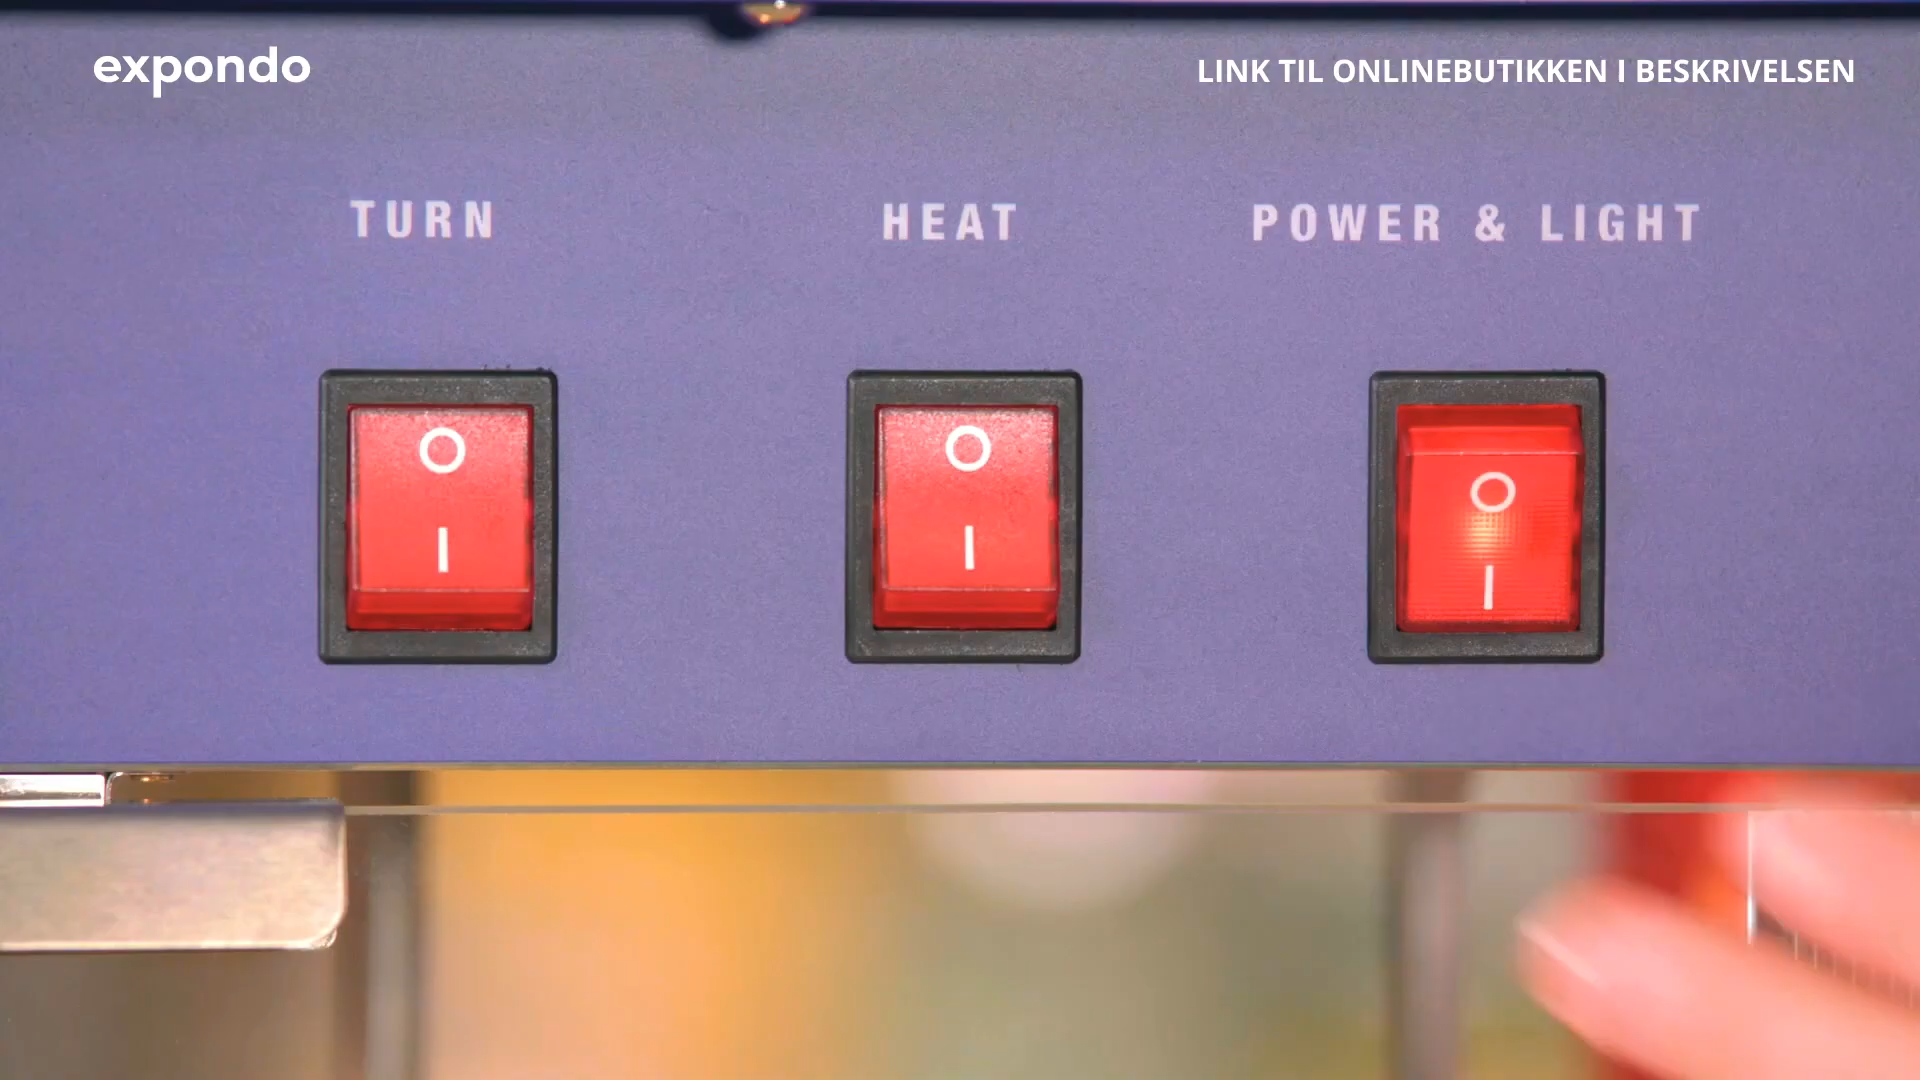 expondo
LINK TIL ONLINEBUTIKKEN I BESKRIVELSEN
TURN
HEAT
POWER & LIGHT
O
I
O
I
O
I